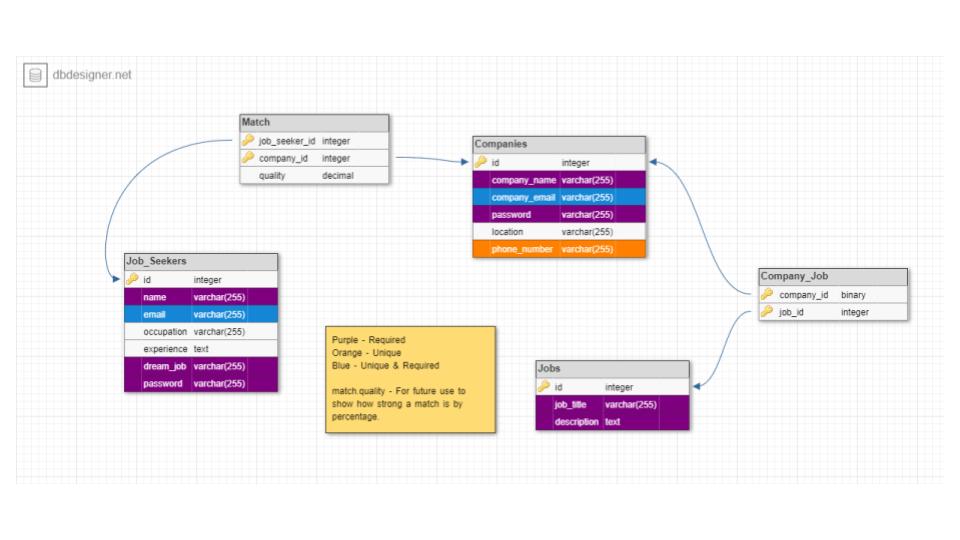 dbdesigner.net
Match
job_seeker_id integer
company_id integer
quality decimal
Companies
id integer
company_name varchar(255)
company_email varchar(255)
password varchar(255)
location varchar(255)
phone_number varchar(255)
Job_Seekers
id integer
name varchar(255)
email varchar(255)
occupation varchar(255)
experience text
dream_job varchar(255)
password varchar(255)
Company_Job
company_id binary
job_id integer
Purple - Required
Orange - Unique
Blue - Unique & Required
match.quality - For future use to
show how strong a match is by
percentage.
Jobs
id integer
job_title varchar(255)
description text